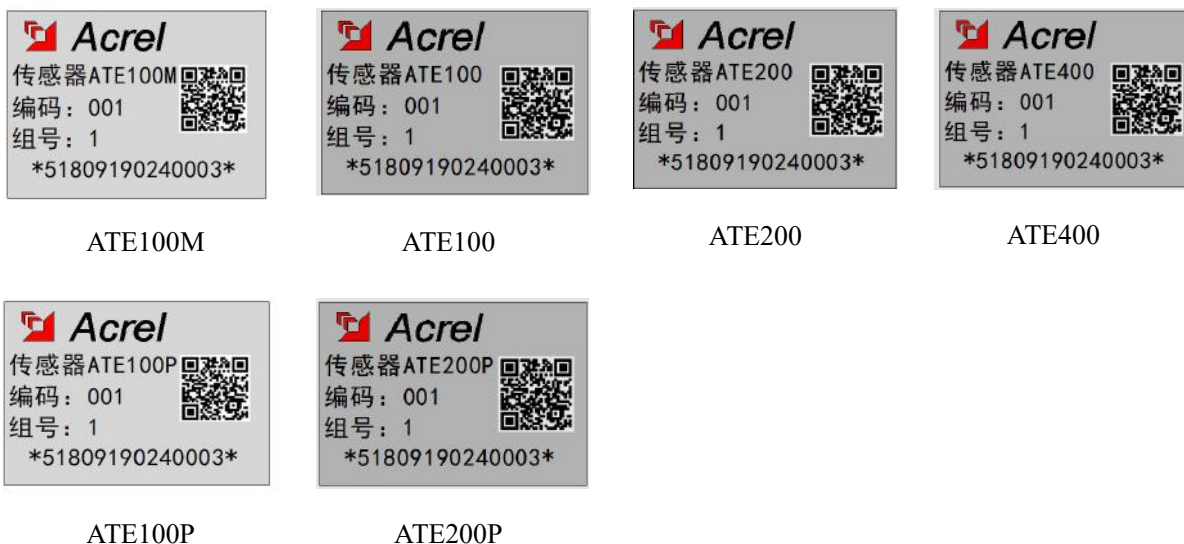 Acrel
传感器ATE100M
编码：001
组号：1
*51809190240003*
ATE100M
Acrel
传感器ATE100
编码：001
组号：1
*51809190240003*
ATE100
Acrel
传感器ATE200
编码：001
组号：1
*51809190240003*
ATE200
Acrel
传感器ATE400
编码：001
组号：1
*51809190240003*
ATE400
Acrel
传感器ATE100P
编码：001
组号：1
*51809190240003*
ATE100P
Acrel
传感器ATE200P
编码：001
组号：1
*51809190240003*
ATE200P